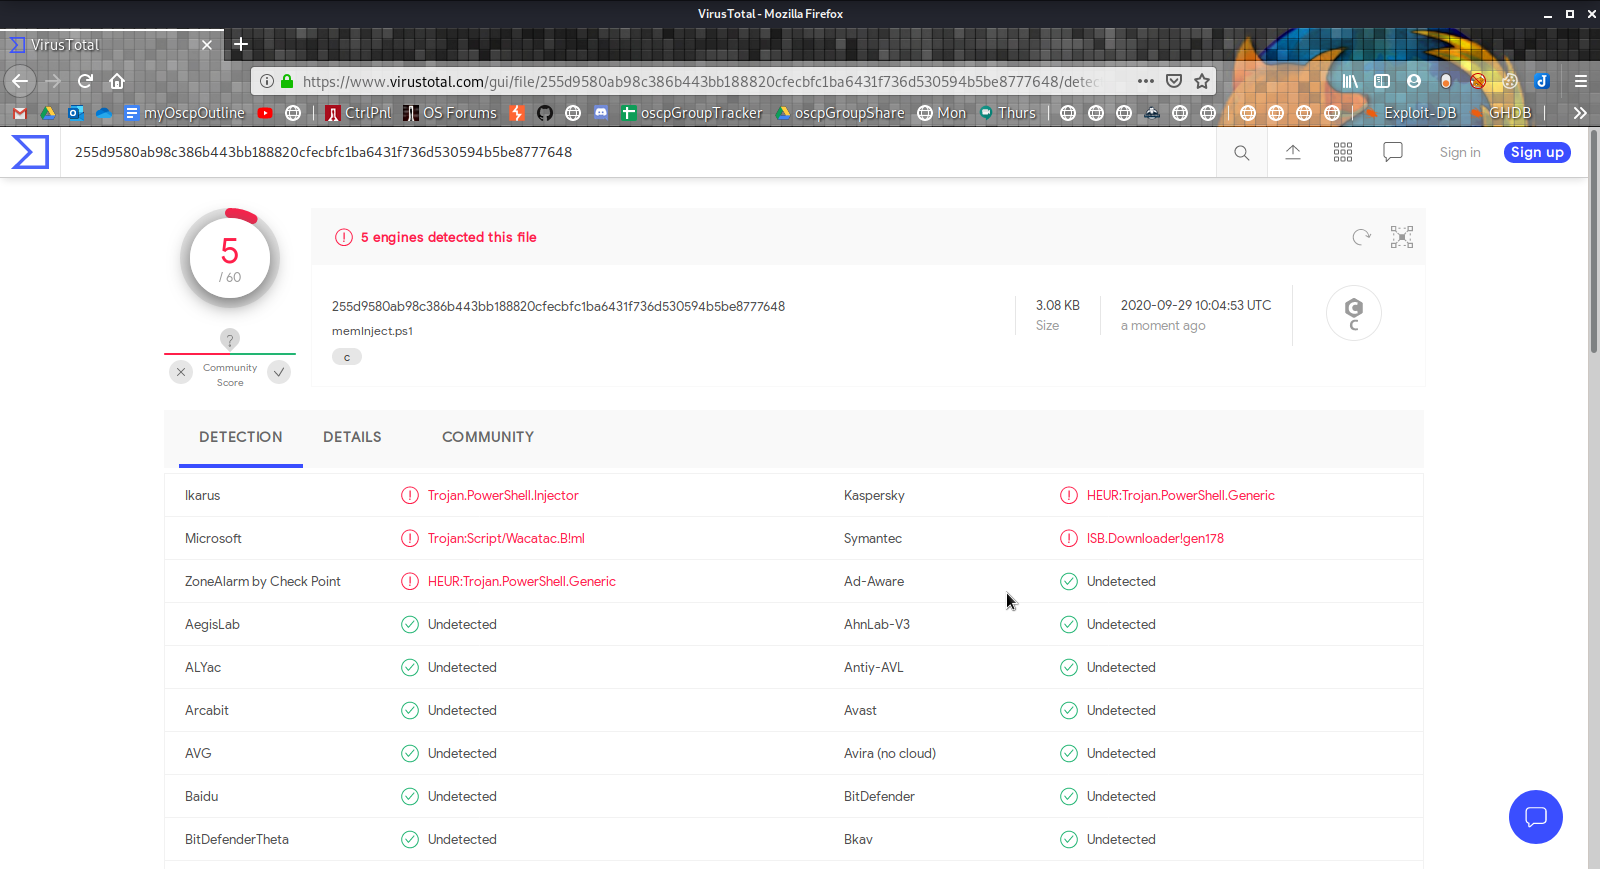 VirusTotal - Mozilla Firefox
VirusTotal
https://www.virustotal.com/gui/file/255d9580ab98c386b443bb188820cfecbfc1ba6431f736d530594b5be8777648/detec
myOscpOutline CtrlPnl OS Forums oscpGroupTracker oscpGroupShare Mon Thurs Exploit-DB GHDB
255d9580ab98c386b443bb188820cfecbfc1ba6431f736d530594b5be8777648 Sign in Sign up
5
/ 60
5 engines detected this file
255d9580ab98c386b443bb188820cfecbfc1ba6431f736d530594b5be8777648
memInject.ps1
c
3.08 KB
Size
2020-09-29 10:04:53 UTC
a moment ago
C
?
Community
Score
DETECTION DETAILS COMMUNITY
Ikarus Trojan.PowerShell.Injector Kaspersky HEUR:Trojan.PowerShell.Generic
Microsoft Trojan:Script/Wacatac.B!ml Symantec ISB.Downloader!gen178
ZoneAlarm by Check Point HEUR:Trojan.PowerShell.Generic Ad-Aware Undetected
AegisLab Undetected AhnLab-V3 Undetected
ALYac Undetected Antiy-AVL Undetected
Arcabit Undetected Avast Undetected
AVG Undetected Avira (no cloud) Undetected
Baidu Undetected BitDefender Undetected
BitDefenderTheta Undetected Bkav Undetected